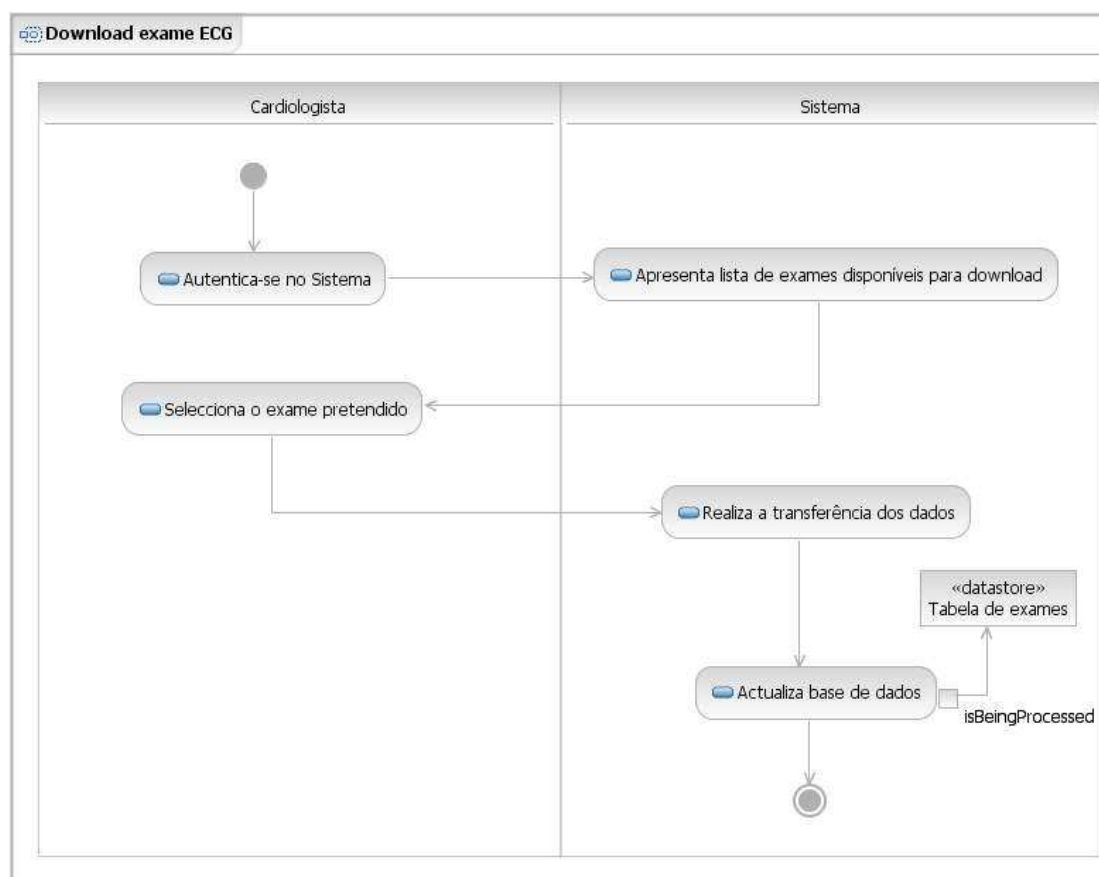 Download exame ECG
Cardiologista
Sistema
Autentica-se no Sistema
Apresenta lista de exames disponíveis para download
Selecciona o exame pretendido
Realiza a transferência dos dados
«datastore»
Tabela de exames
Actualiza base de dados
isBeingProcessed